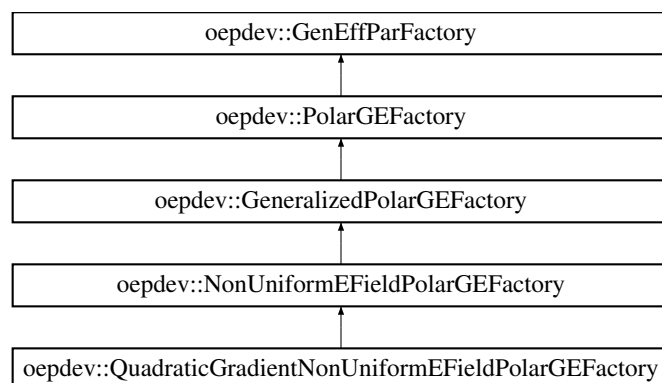 oepdev::GenEffParFactory
oepdev::PolarGEFactory
oepdev::GeneralizedPolarGEFactory
oepdev::NonUniformEFieldPolarGEFactory
oepdev::QuadraticGradientNonUniformEFieldPolarGEFactory